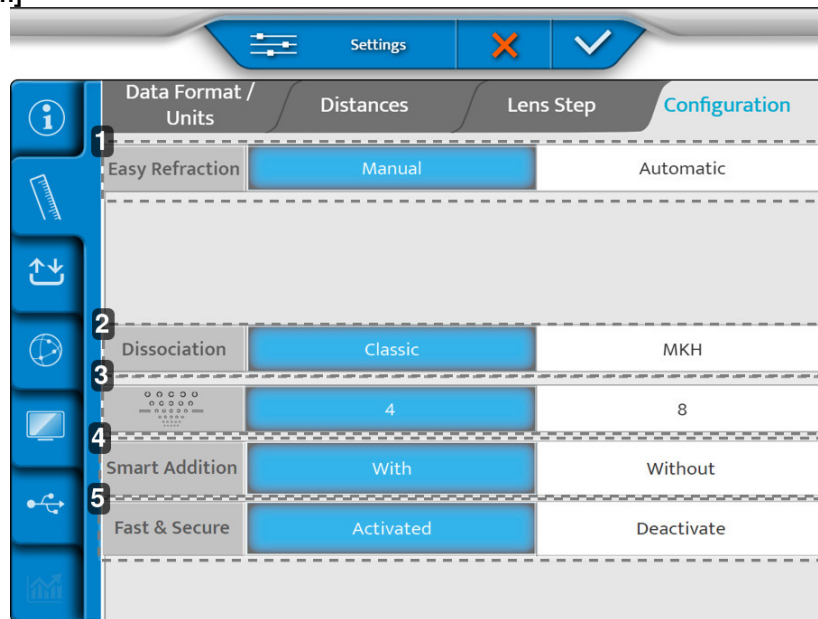 Settings
Data Format /
Units
Distances
Lens Step
Configuration
1
Easy Refraction
Manual
Automatic
2
Dissociation
Classic
MKH
3
4
8
4
Smart Addition
With
Without
5
Fast & Secure
Activated
Deactivate